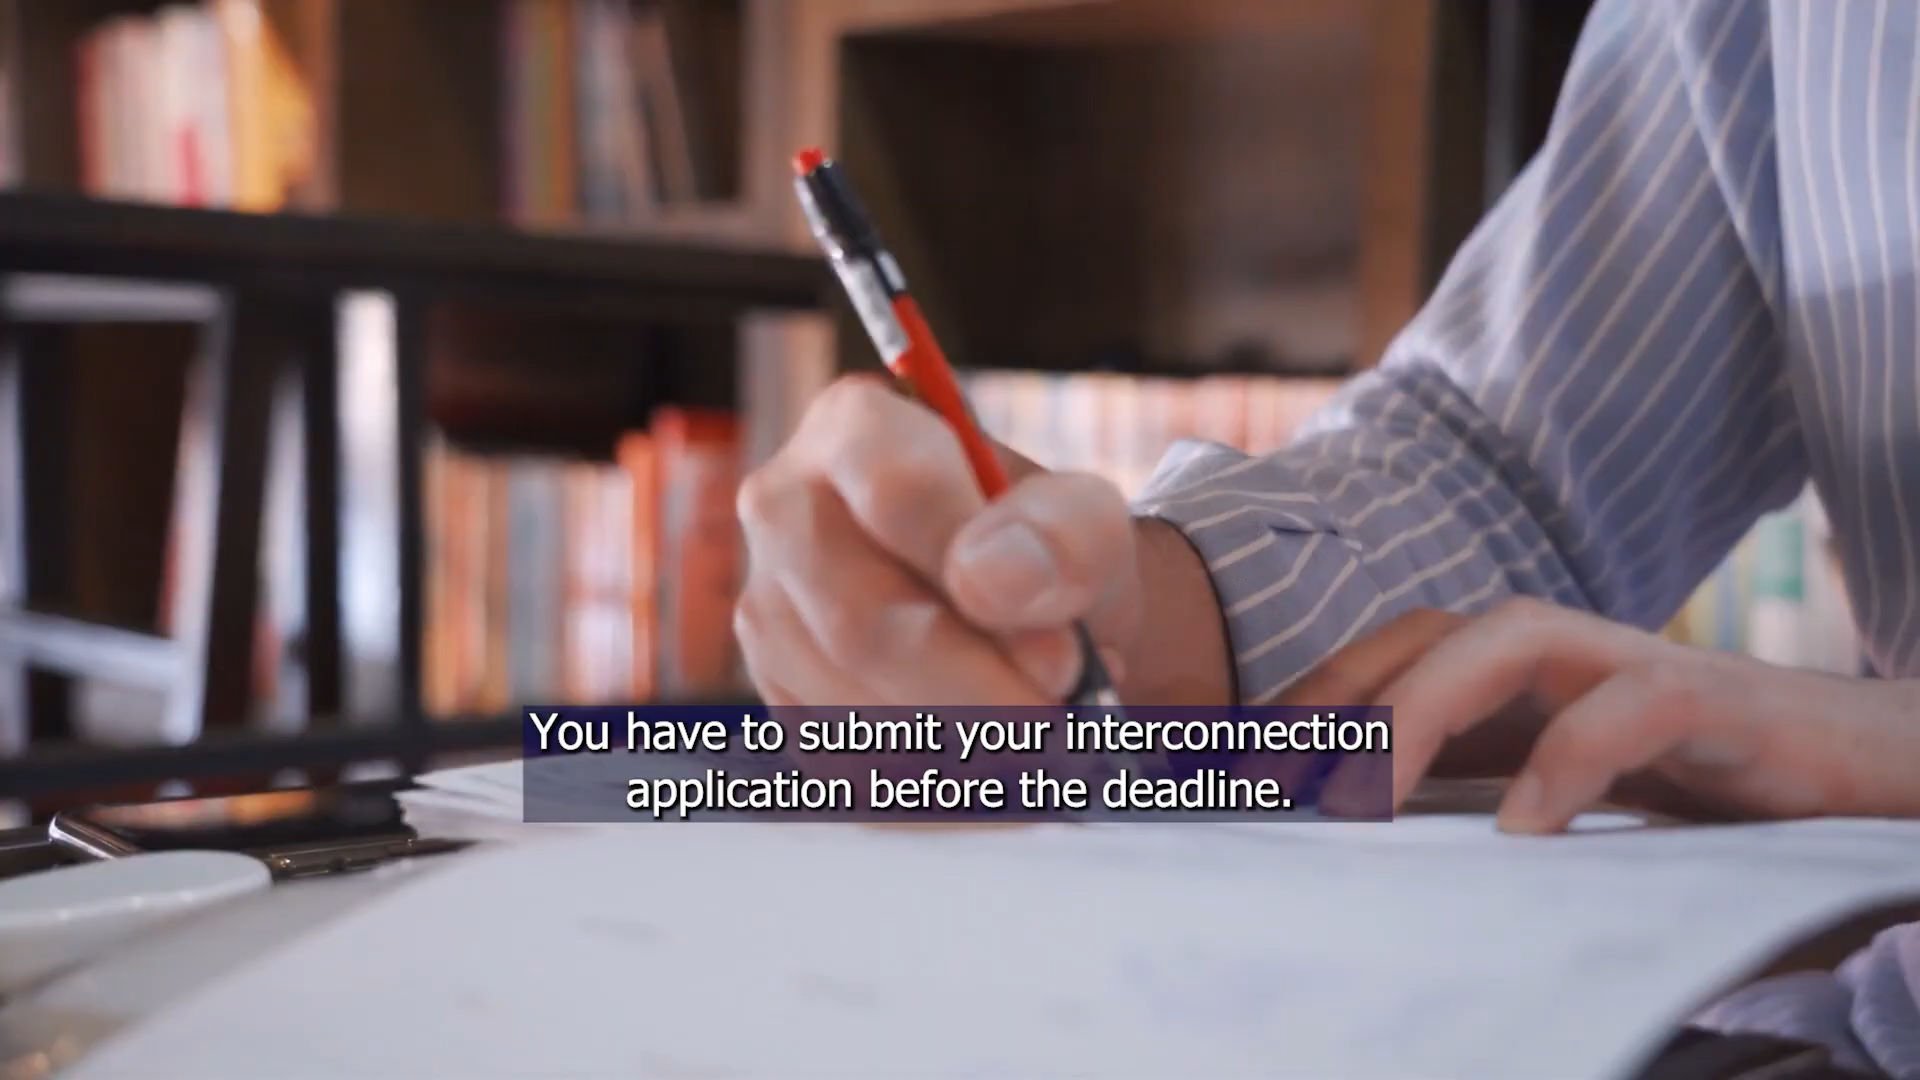 You have to submit your interconnection
application before the deadline.